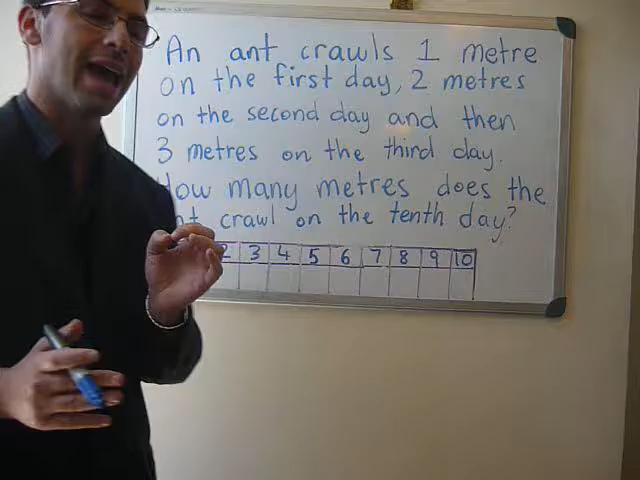 An ant crawls 1 metre
on the first day, 2 metres
on the second day and then
3 metres on the third day.
How many metres does the
crawl on the tenth day?
2 3 4 5 6 7 8 9 10